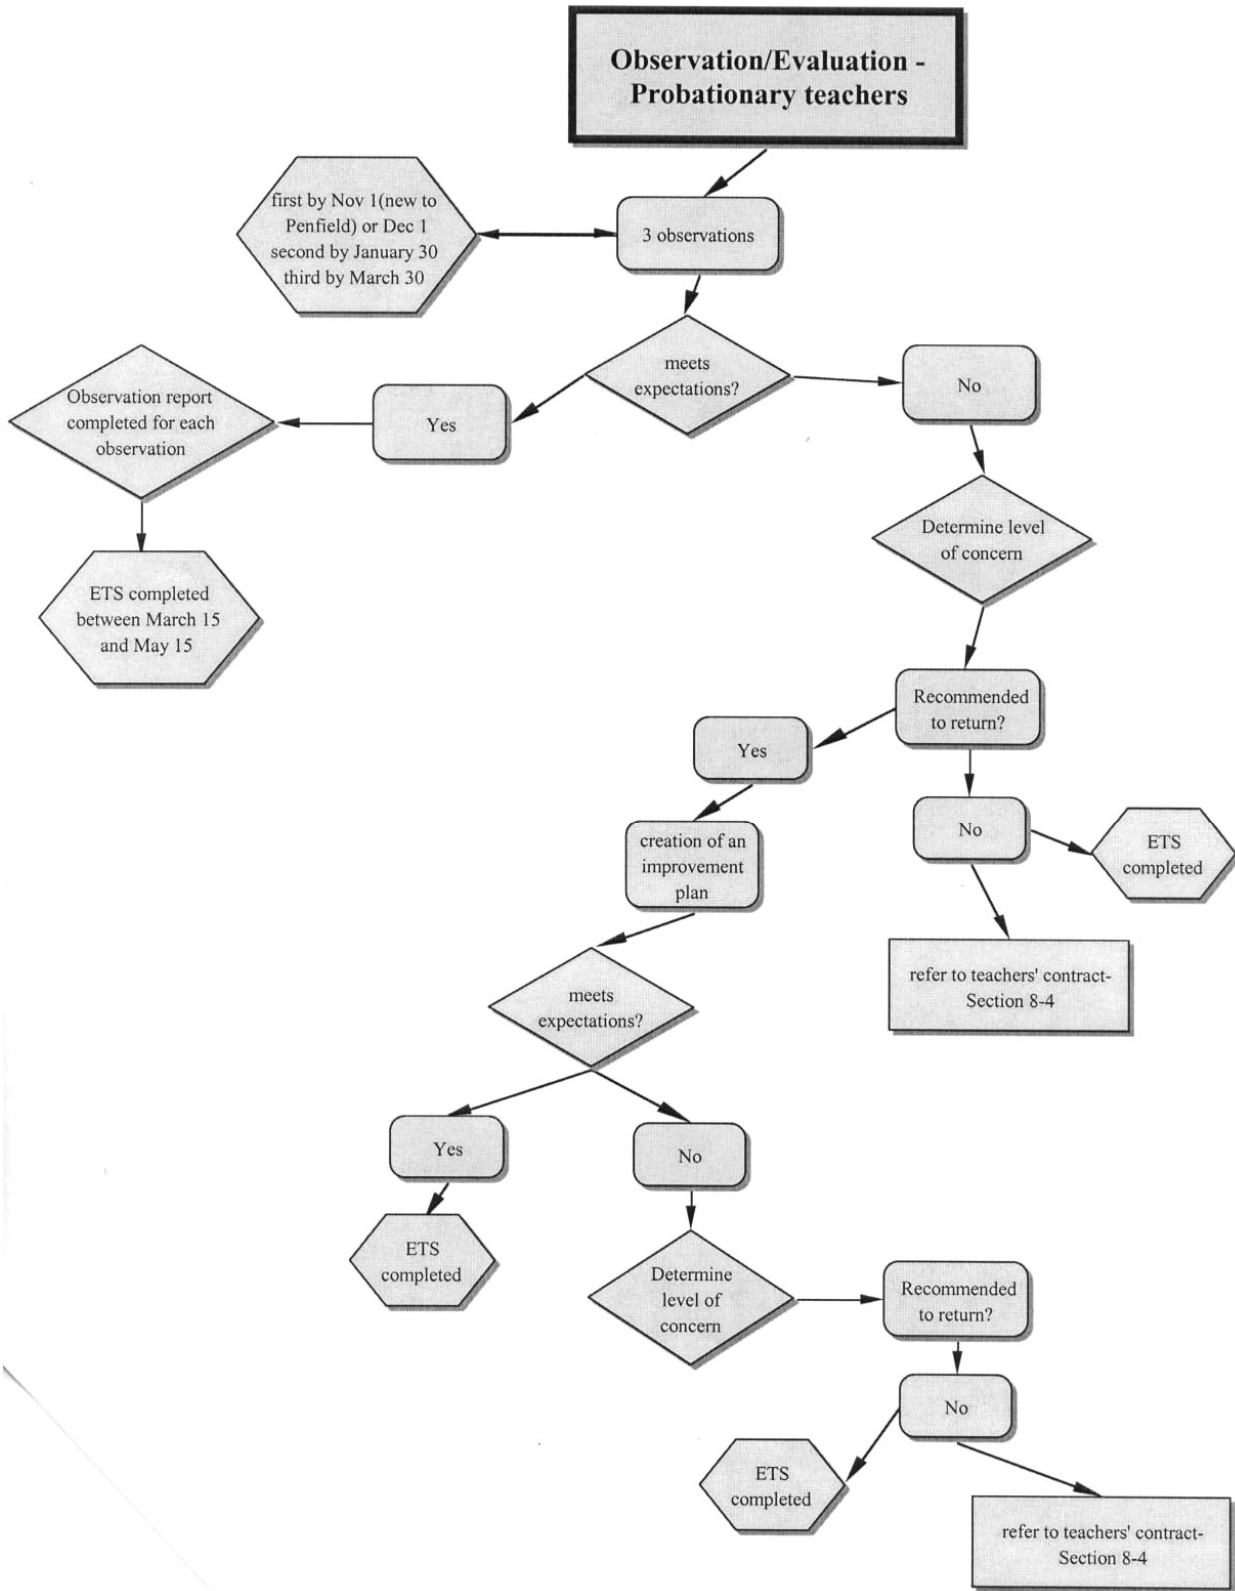 Observation/Evaluation -
Probationary teachers
first by Nov 1(new to
Penfield) or Dec 1
second by January 30
third by March 30
3 observations
meets
expectations?
Observation report
completed for each
observation
Yes
No
Determine level
of concern
ETS completed
between March 15
and May 15
Recommended
to return?
Yes
No
ETS
completed
creation of an
improvement
plan
refer to teachers' contract-
Section 8-4
meets
expectations?
Yes
No
ETS
completed
Determine
level of
concern
Recommended
to return?
No
ETS
completed
refer to teachers' contract-
Section 8-4